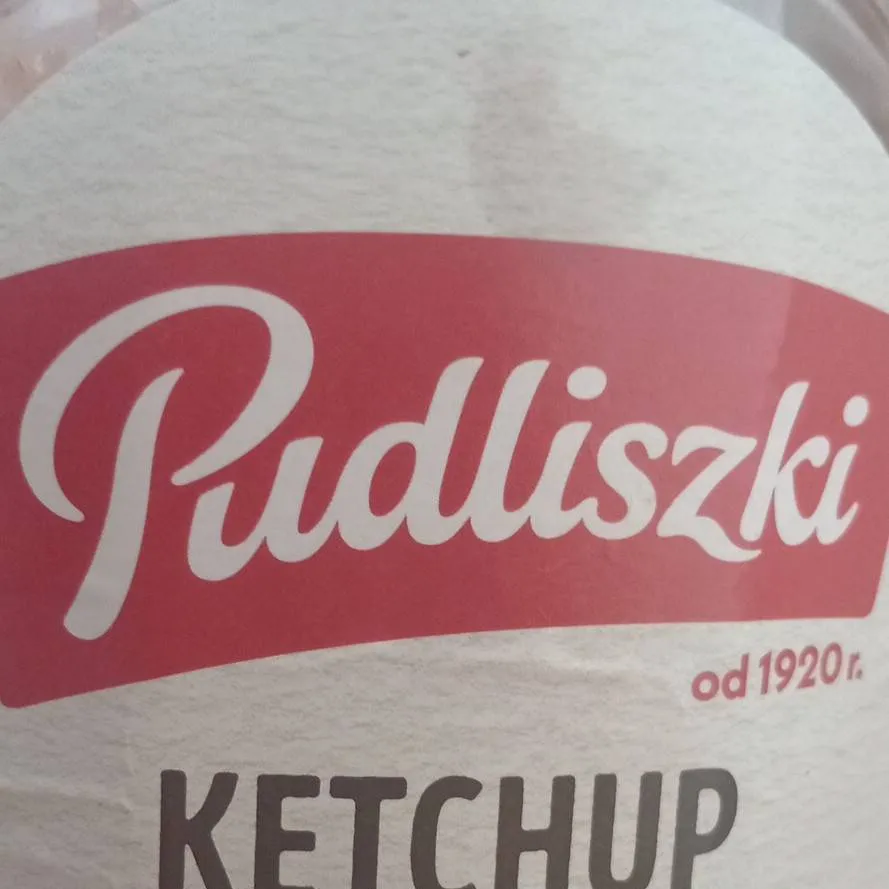 Pudliszki
od 1920 r.
KETCHUP